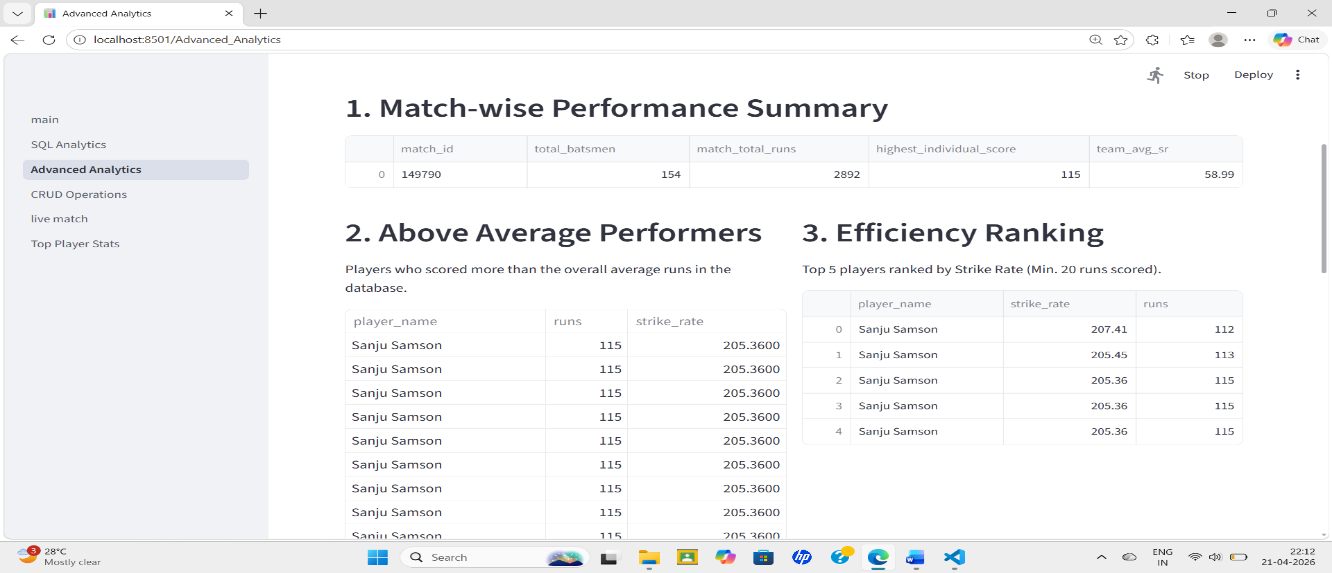 Advanced Analytics
localhost:8501/Advanced_Analytics
Chat
Stop
Deploy
main
SQL Analytics
Advanced Analytics
CRUD Operations
live match
Top Player Stats
1. Match-wise Performance Summary
match_id total_batsmen match_total_runs highest_individual_score team_avg_sr
0 149790 154 2892 115 58.99
2. Above Average Performers
Players who scored more than the overall average runs in the
database.
player_name runs strike_rate
Sanju Samson 115 205.3600
Sanju Samson 115 205.3600
Sanju Samson 115 205.3600
Sanju Samson 115 205.3600
Sanju Samson 115 205.3600
Sanju Samson 115 205.3600
Sanju Samson 115 205.3600
Sanju Samson 115 205.3600
Sanju Samson 115 205.3600
3. Efficiency Ranking
Top 5 players ranked by Strike Rate (Min. 20 runs scored).
player_name strike_rate runs
0 Sanju Samson 207.41 112
1 Sanju Samson 205.45 113
2 Sanju Samson 205.36 115
3 Sanju Samson 205.36 115
4 Sanju Samson 205.36 115
3
28°C
Mostly clear
Search
hp
ENG
IN
22:12
21-04-2026